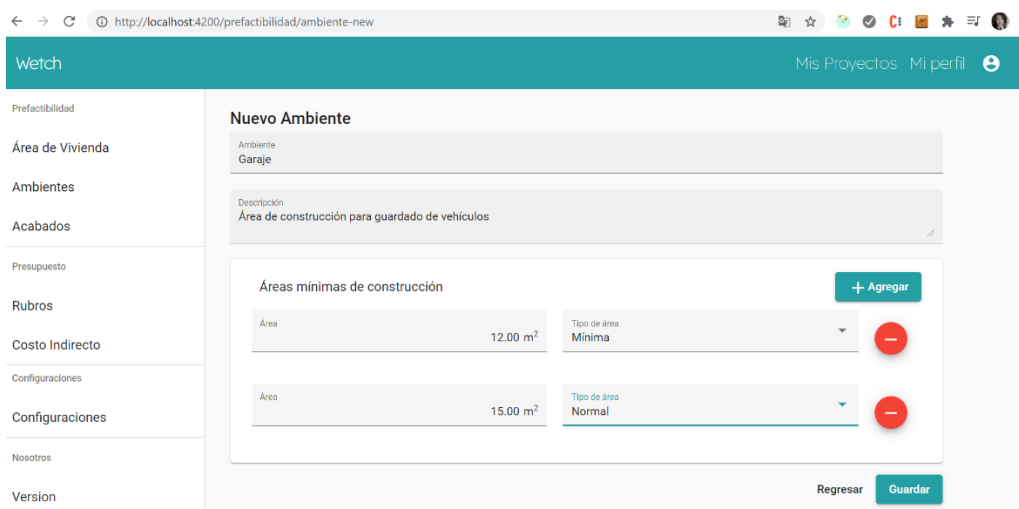 http://localhost:4200/prefactibilidad/ambiente-new
Wetch
Mis Proyectos Mi perfil
Prefactibilidad
Área de Vivienda
Ambientes
Acabados
Presupuesto
Rubros
Costo Indirecto
Configuraciones
Configuraciones
Nosotros
Version
Nuevo Ambiente
Ambiente
Garaje
Descripción
Área de construcción para guardado de vehículos
Áreas mínimas de construcción
+ Agregar
Área
12.00 m²
Tipo de área
Mínima
Área
15.00 m²
Tipo de área
Normal
Regresar
Guardar